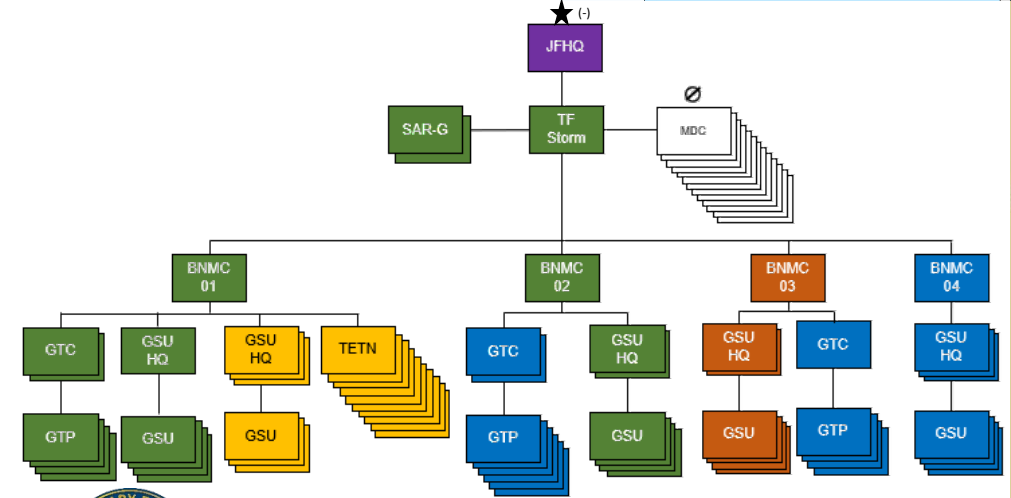 (-)
JFHQ
SAR-G
TF
Storm
MDC
BNMC
01
BNMC
02
BNMC
03
BNMC
04
GTC
GSU
HQ
GSU
HQ
TETN
GTC
GSU
HQ
GSU
HQ
GTC
GSU
HQ
GTP
GSU
GSU
GTP
GSU
GSU
GTP
GSU